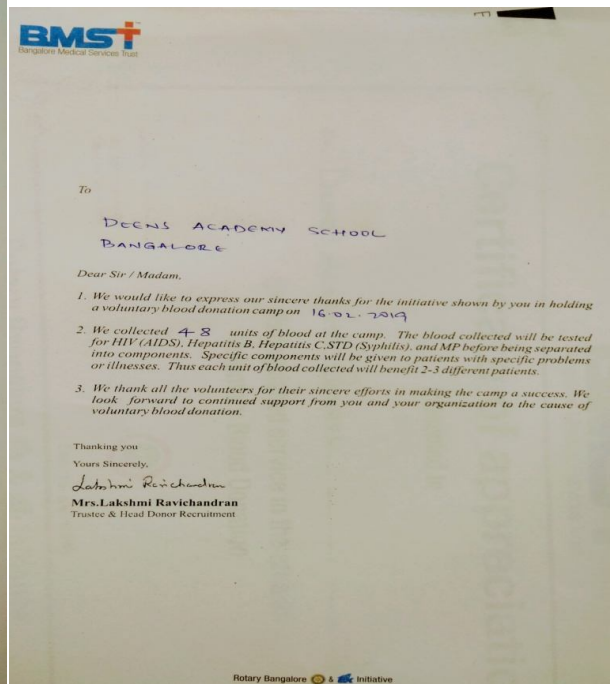 BMST
Bangalore Medical Services Trust
To
DEENS ACADEMY SCHOOL
BANGALORE
Dear Sir / Madam,
1. We would like to express our sincere thanks for the initiative shown by you in holding
a voluntary blood donation camp on 16-02-2019
2. We collected 48 units of blood at the camp. The blood collected will be tested
for HIV (AIDS), Hepatitis B, Hepatitis C,STD (Syphilis), and MP before being separated
into components. Specific components will be given to patients with specific problems
or illnesses. Thus each unit of blood collected will benefit 2-3 different patients.
3. We thank all the volunteers for their sincere efforts in making the camp a success. We
look forward to continued support from you and your organization to the cause of
voluntary blood donation.
Thanking you
Yours Sincerely,
Lakshmi Ravichandran
Mrs.Lakshmi Ravichandran
Trustee & Head Donor Recruitment
Rotary Bangalore & Initiative